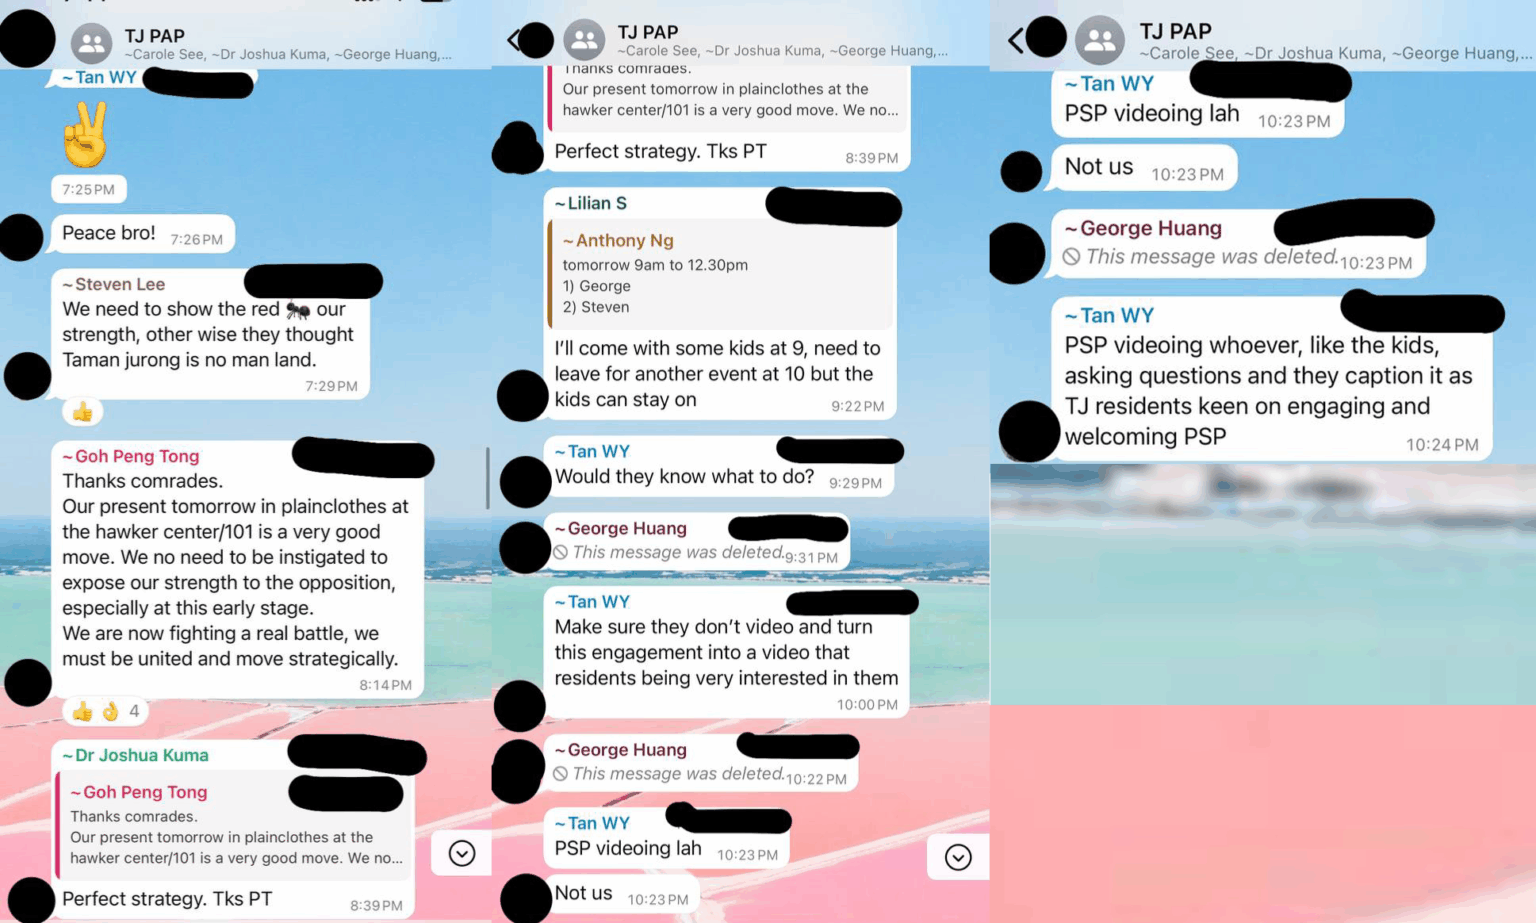 TJ PAP
~Carole See, ~Dr Joshua Kuma, ~George Huang,...
~Tan WY
7:25 PM
Peace bro! 7:26 PM
~Steven Lee
We need to show the red 🐜 our
strength, other wise they thought
Taman jurong is no man land.
7:29 PM
~Goh Peng Tong
Thanks comrades.
Our present tomorrow in plainclothes at
the hawker center/101 is a very good
move. We no need to be instigated to
expose our strength to the opposition,
especially at this early stage.
We are now fighting a real battle, we
must be united and move strategically.
8:14 PM
4
~Dr Joshua Kuma
~Goh Peng Tong
Thanks comrades.
Our present tomorrow in plainclothes at the
hawker center/101 is a very good move. We no...
Perfect strategy. Tks PT 8:39 PM
TJ PAP
~Carole See, ~Dr Joshua Kuma, ~George Huang,...
Thanks comrades.
Our present tomorrow in plainclothes at the
hawker center/101 is a very good move. We no...
Perfect strategy. Tks PT 8:39 PM
~Lilian S
~Anthony Ng
tomorrow 9am to 12.30pm
1) George
2) Steven
I'll come with some kids at 9, need to
leave for another event at 10 but the
kids can stay on 9:22 PM
~Tan WY
Would they know what to do? 9:29 PM
~George Huang
This message was deleted. 9:31 PM
~Tan WY
Make sure they don't video and turn
this engagement into a video that
residents being very interested in them
10:00 PM
~George Huang
This message was deleted. 10:22 PM
~Tan WY
PSP videoing lah 10:23 PM
Not us 10:23 PM
TJ PAP
~Carole See, ~Dr Joshua Kuma, ~George Huang,...
~Tan WY
PSP videoing lah 10:23 PM
Not us 10:23 PM
~George Huang
This message was deleted. 10:23 PM
~Tan WY
PSP videoing whoever, like the kids,
asking questions and they caption it as
TJ residents keen on engaging and
welcoming PSP 10:24 PM